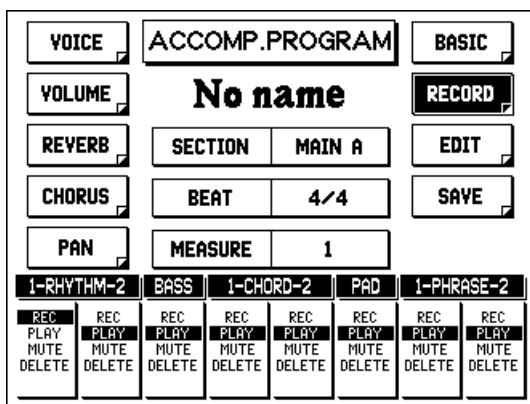 VOICE ACCOMP.PROGRAM BASIC
VOLUME No name RECORD
REVERB SECTION MAIN A EDIT
CHORUS BEAT 4/4 SAVE
PAN MEASURE 1
1-RHYTHM-2 BASS 1-CHORD-2 PAD 1-PHRASE-2
REC REC REC REC REC REC REC REC
PLAY PLAY PLAY PLAY PLAY PLAY PLAY PLAY
MUTE MUTE MUTE MUTE MUTE MUTE MUTE MUTE
DELETE DELETE DELETE DELETE DELETE DELETE DELETE DELETE